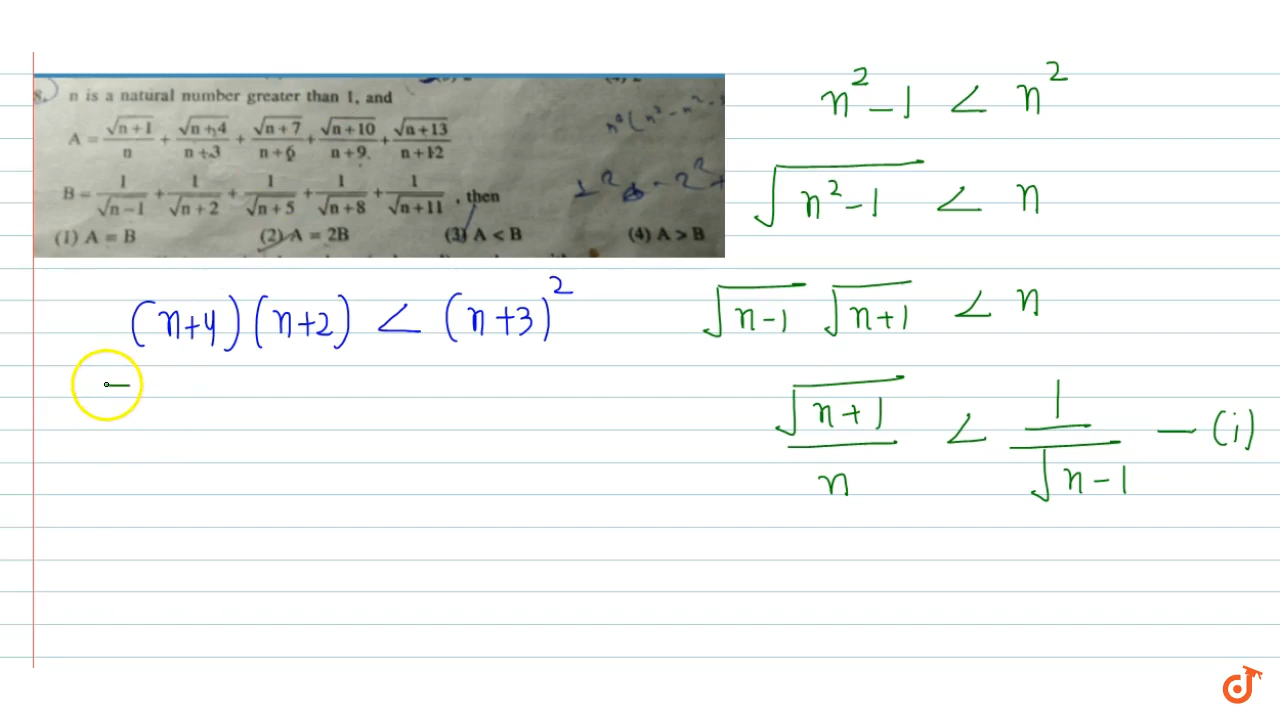 8. n is a natural number greater than 1, and
A = √n+1/n + √n+4/n+3 + √n+7/n+6 + √n+10/n+9 + √n+13/n+12
B = 1/√n−1 + 1/√n+2 + 1/√n+5 + 1/√n+8 + 1/√n+11 , then
(1) A = B (2) A = 2B (3) A < B (4) A > B
n² − 1 < n²
√n² − 1 < n
(n+4)(n+2) < (n+3)²
√n−1 √n+1 < n
√n+1/n < 1/√n−1 — (i)